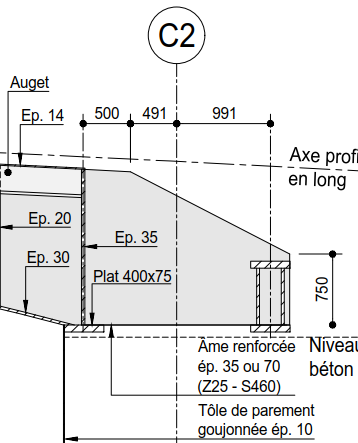 C2
Auget
Ep. 14
500
491
991
Axe profi
en long
Ep. 20
Ep. 35
Ep. 30
Plat 400x75
750
Âme renforcée
ép. 35 ou 70
(Z25 - S460)
Niveau
béton
Tôle de parement
goujonnée ép. 10